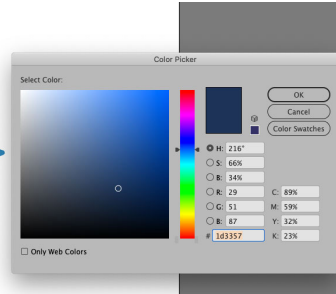 Color Picker
Select Color:
OK
Cancel
Color Swatches
H: 216°
S: 66%
B: 34%
R: 29 C: 89%
G: 51 M: 59%
B: 87 Y: 32%
# 1d3357 K: 23%
Only Web Colors